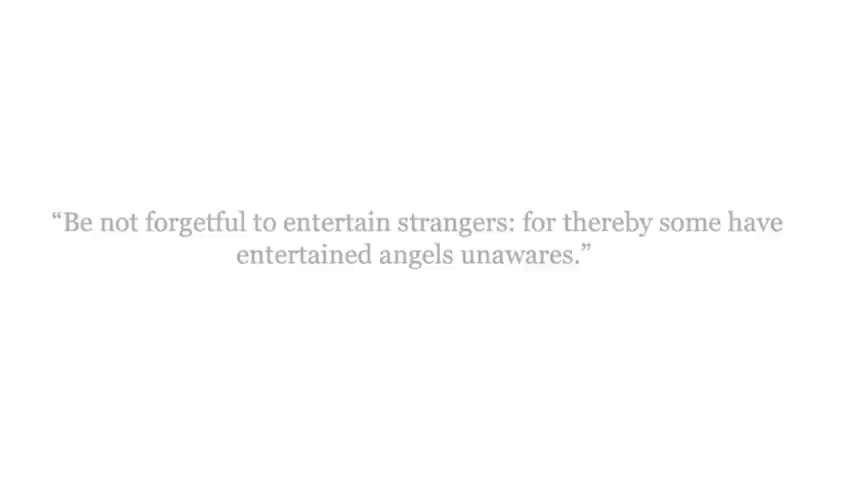 “Be not forgetful to entertain strangers: for thereby some have
entertained angels unawares.”